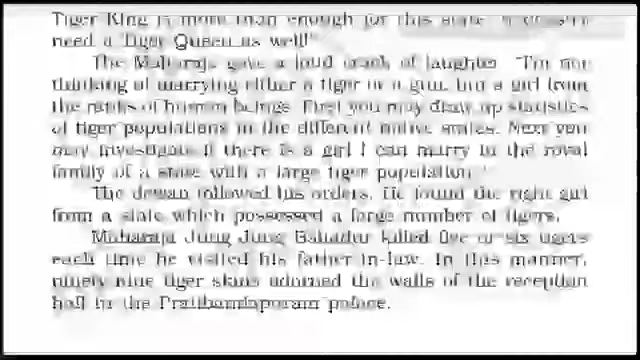 Tiger King is more than enough for this state. It doesn't
need a Tiger Queen as well!"
The Maharaja gave a loud crack of laughter. "I'm not
thinking of marrying either a tiger or a gun, but a girl from
the ranks of human beings. First you may draw up statistics
of tiger populations in the different native states. Next you
may investigate if there is a girl I can marry in the royal
family of a state with a large tiger population."
The dewan followed his orders. He found the right girl
from a state which possessed a large number of tigers.
Maharaja Jung Jung Bahadur killed five or six tigers
each time he visited his father-in-law. In this manner,
ninety-nine tiger skins adorned the walls of the reception
hall in the Pratibandapuram palace.